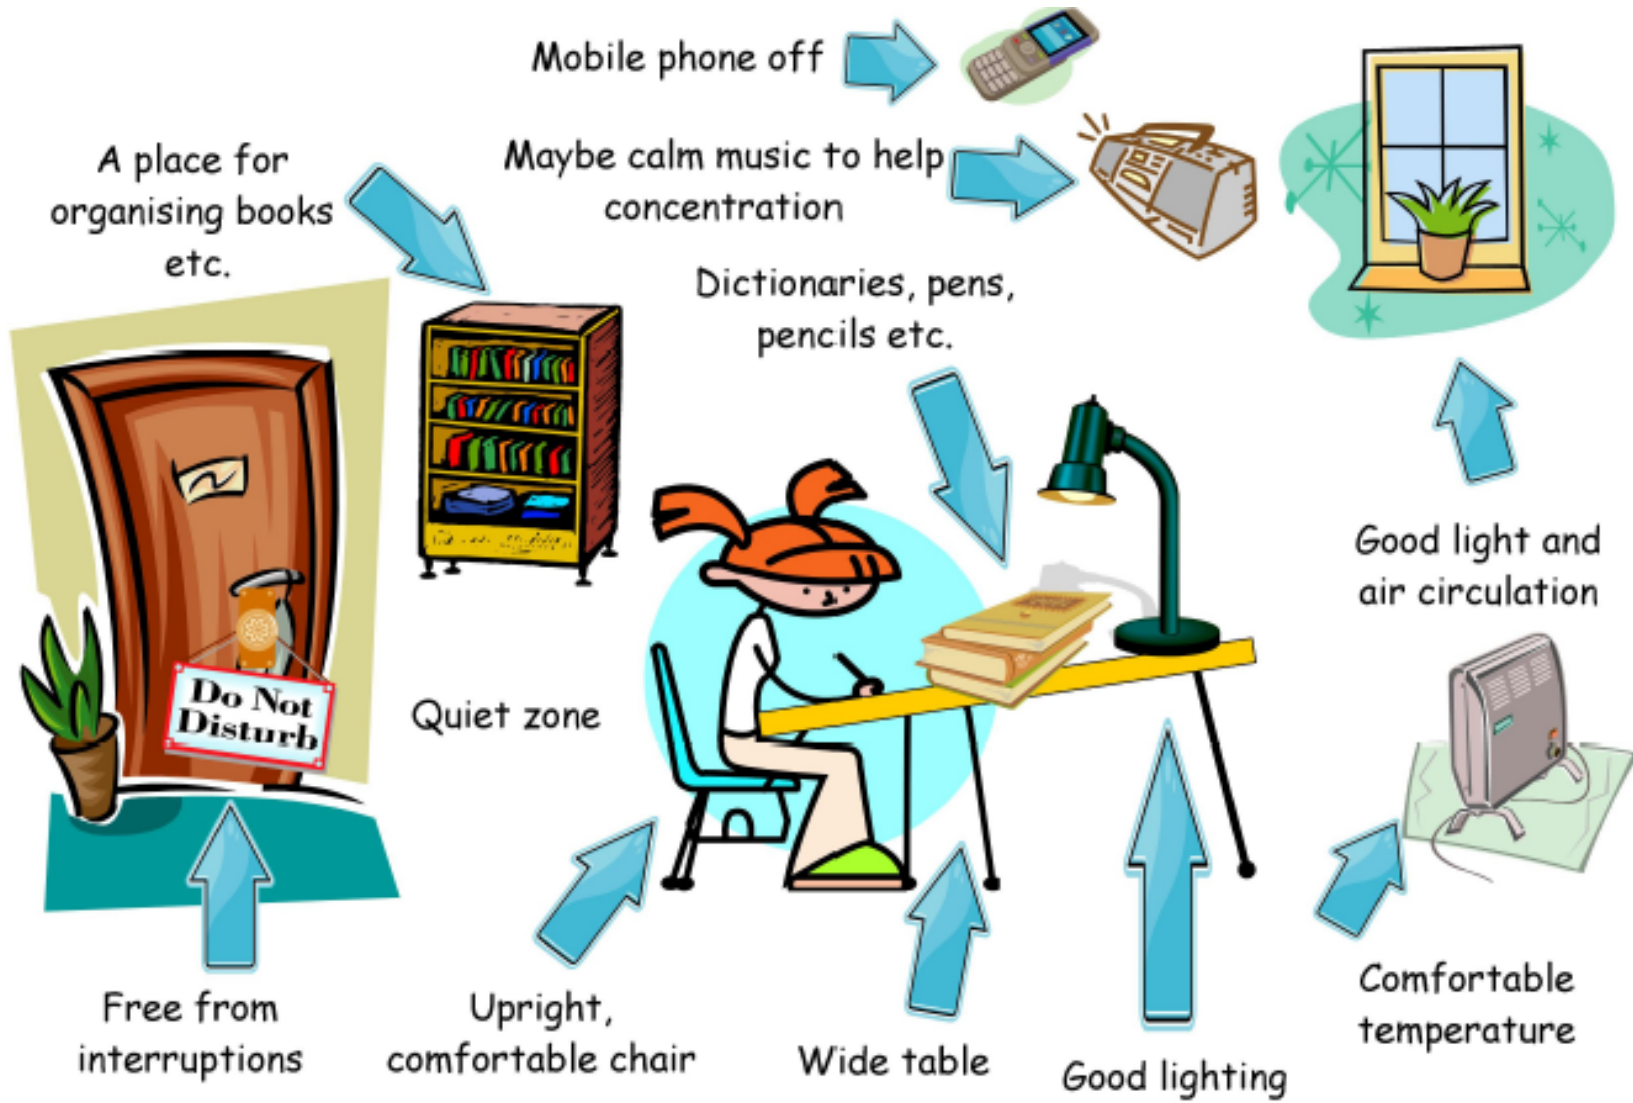 Mobile phone off
A place for
organising books
etc.
Maybe calm music to help
concentration
Dictionaries, pens,
pencils etc.
Good light and
air circulation
Do Not
Disturb
Quiet zone
Free from
interruptions
Upright,
comfortable chair
Wide table
Good lighting
Comfortable
temperature